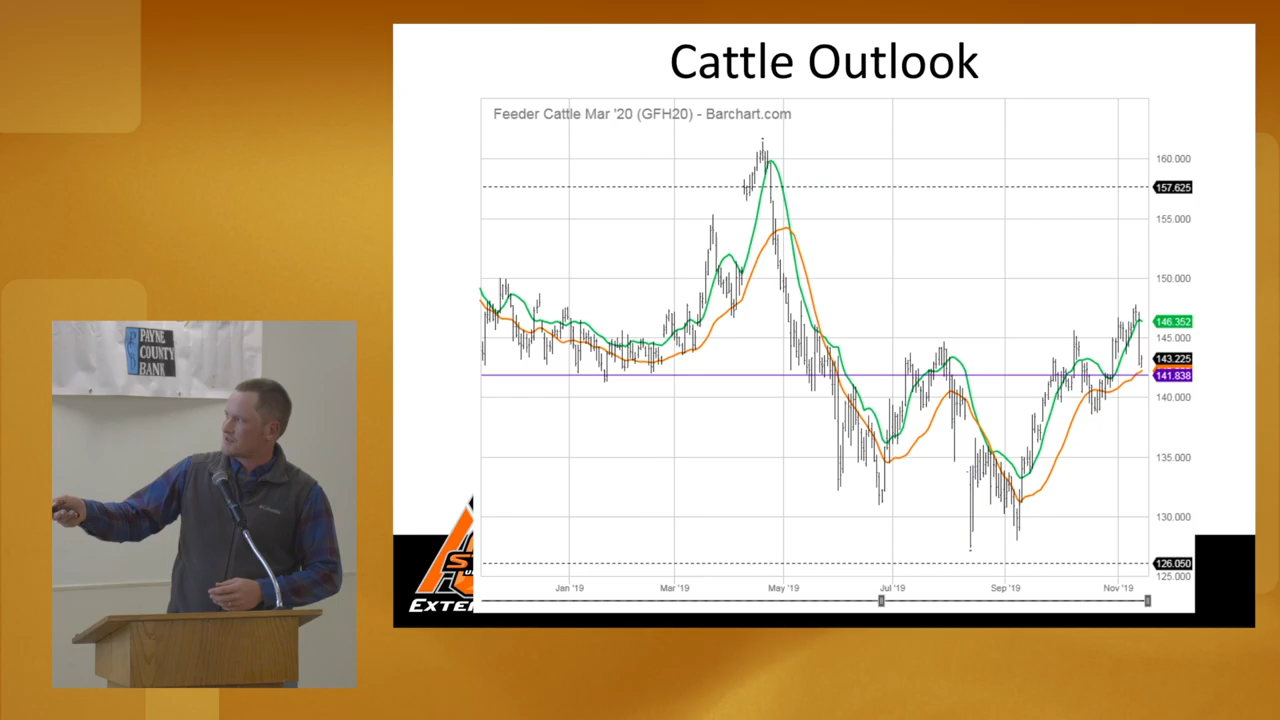 Cattle Outlook
Feeder Cattle Mar '20 (GFH20) - Barchart.com
160.000
157.625
155.000
150.000
146.352
145.000
143.225
141.838
140.000
135.000
130.000
126.050
125.000
Jan '19
Mar '19
May '19
Jul '19
Sep '19
Nov '19
PAYNE
COUNTY
BANK
PCB